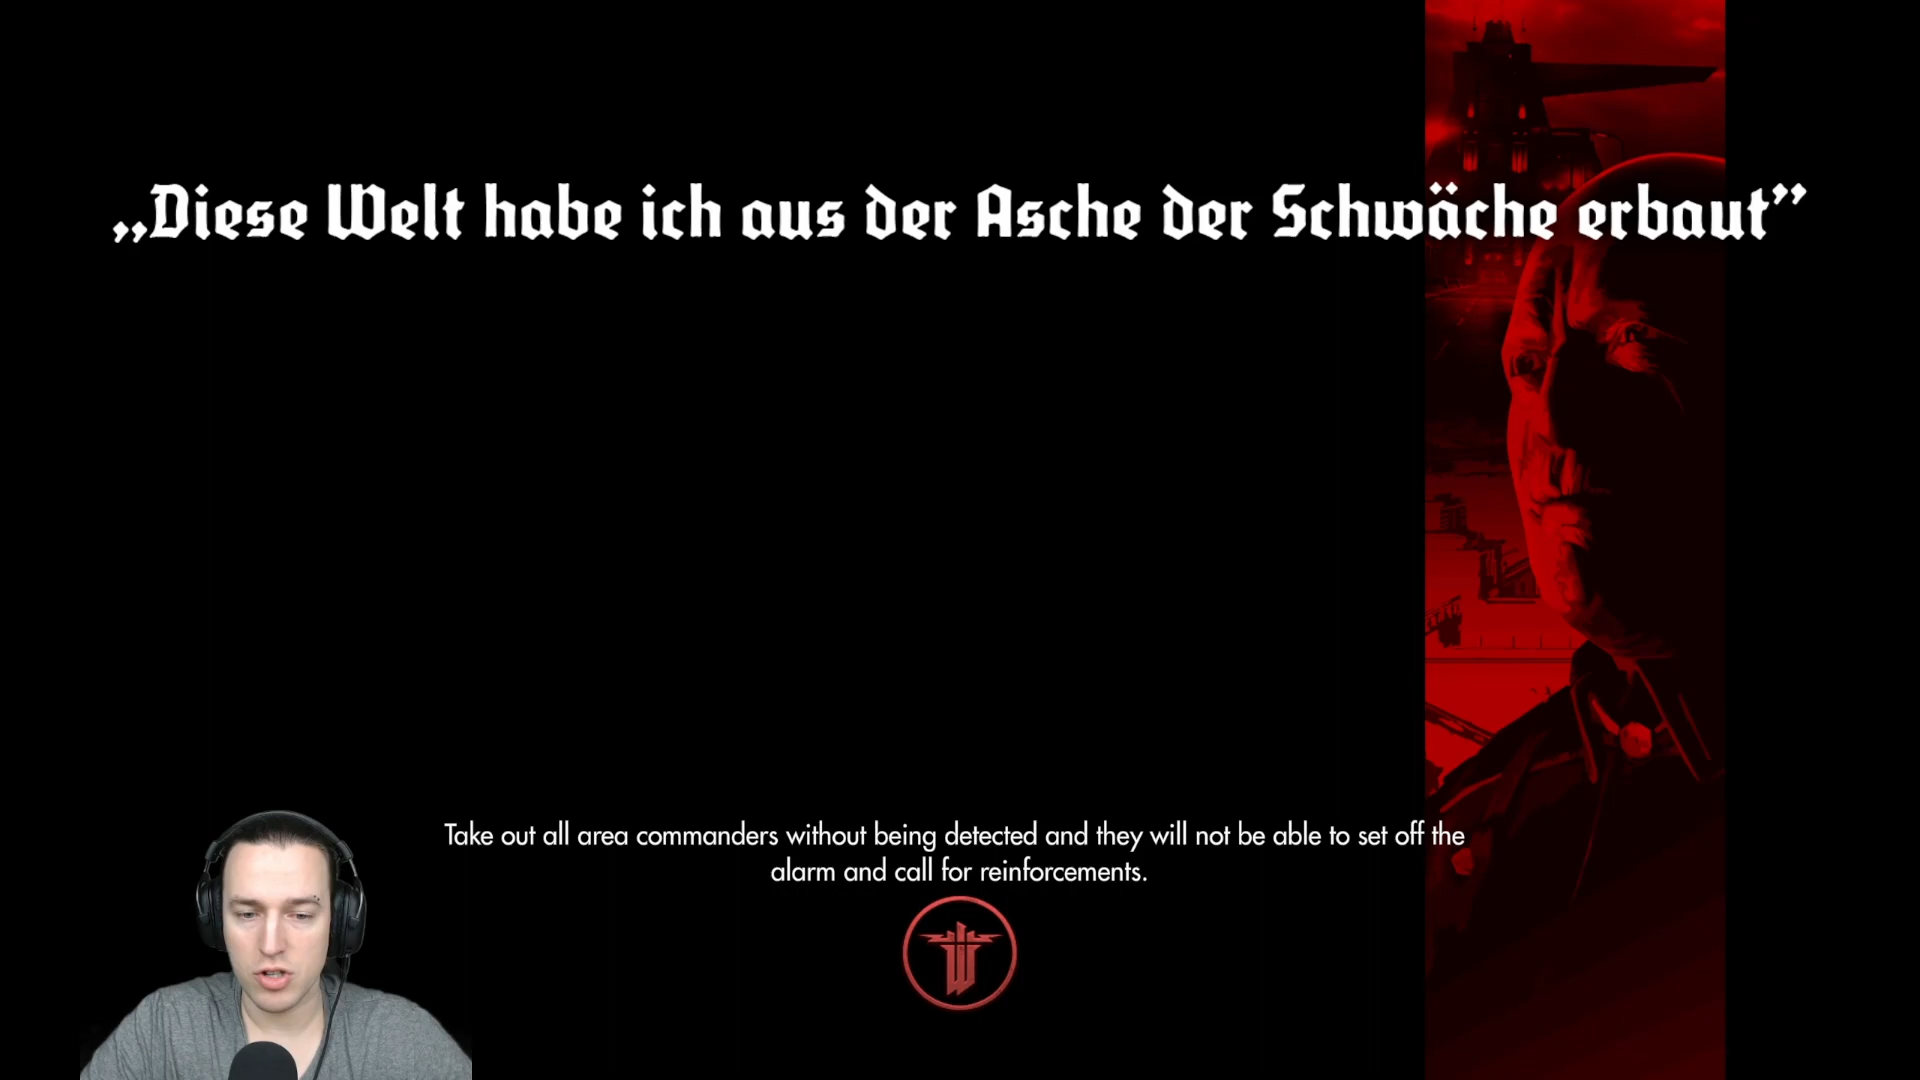 „Diese Welt habe ich aus der Asche der Schwäche erbaut”
Take out all area commanders without being detected and they will not be able to set off the
alarm and call for reinforcements.